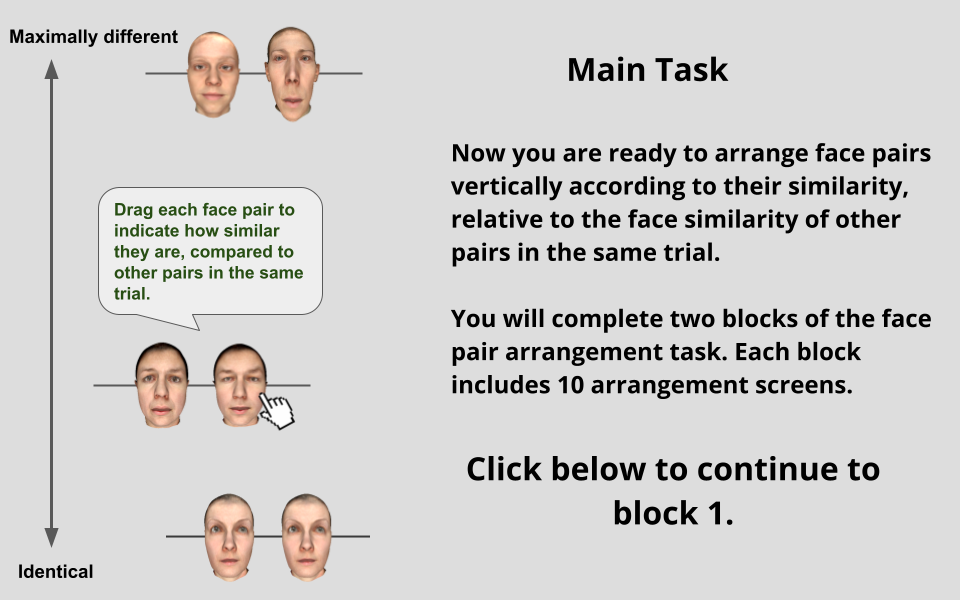 Maximally different
Drag each face pair to
indicate how similar
they are, compared to
other pairs in the same
trial.
Identical
Main Task
Now you are ready to arrange face pairs
vertically according to their similarity,
relative to the face similarity of other
pairs in the same trial.
You will complete two blocks of the face
pair arrangement task. Each block
includes 10 arrangement screens.
Click below to continue to
block 1.